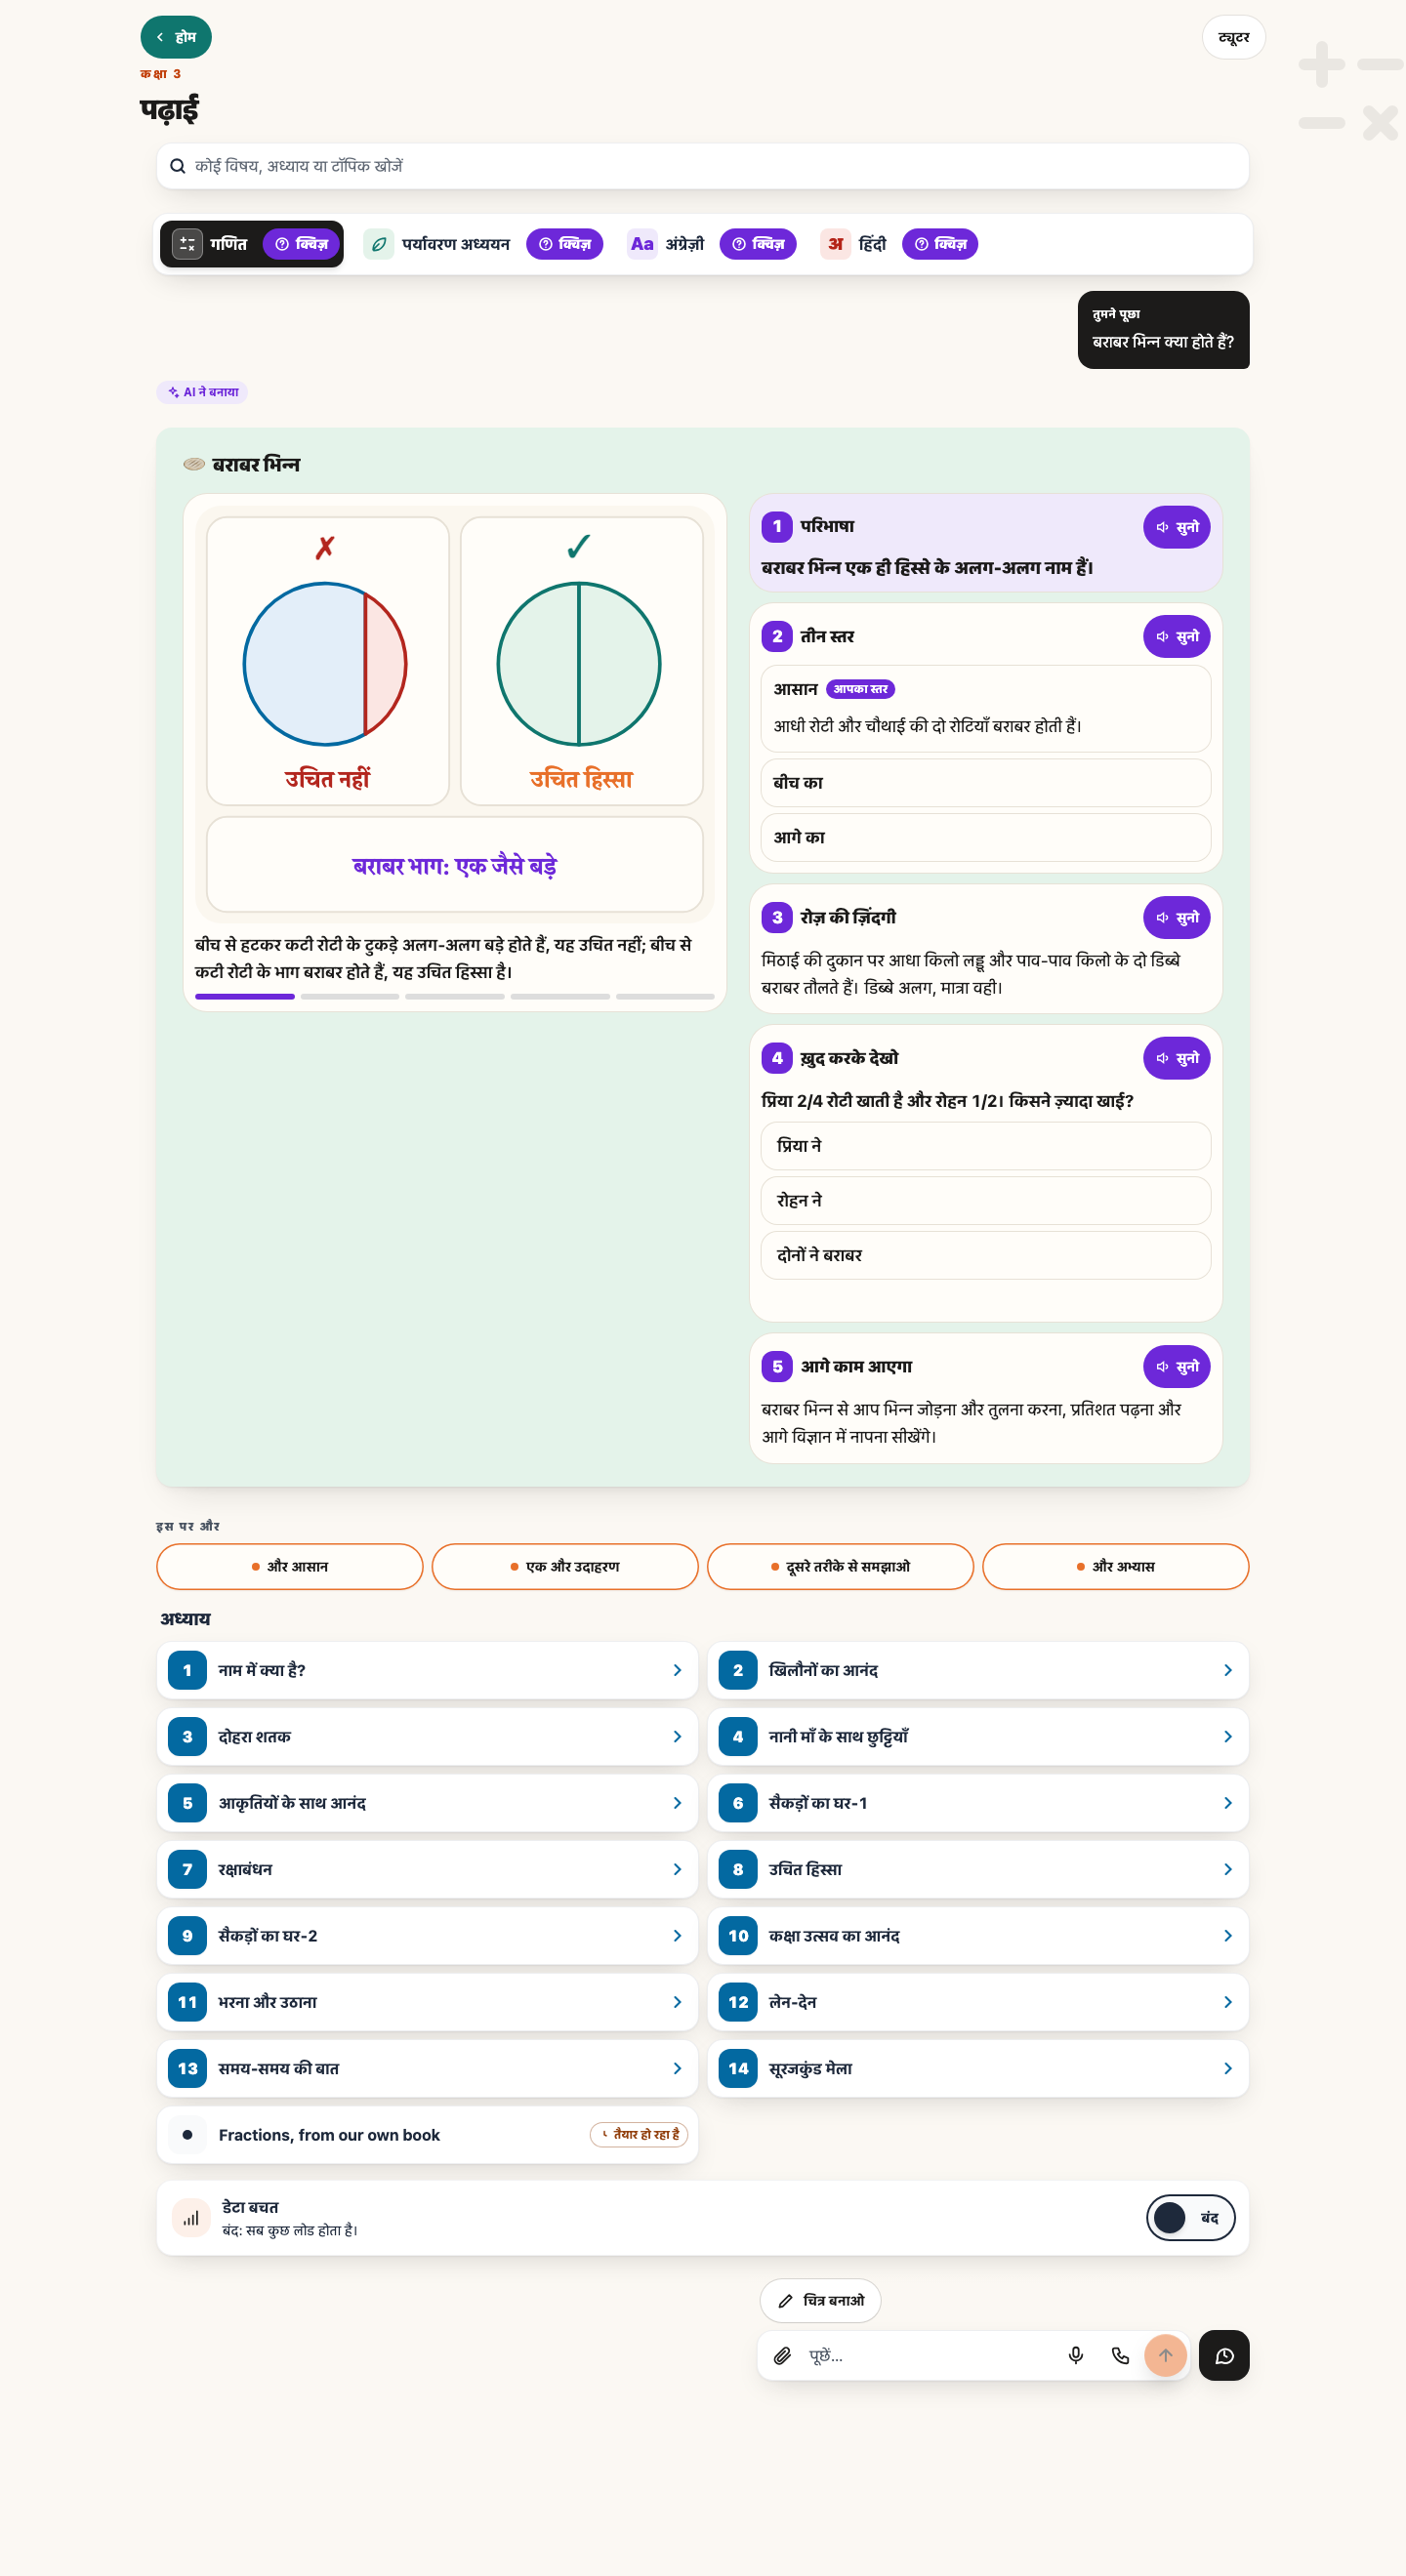 होम
ट्यूटर
कक्षा 3
पढ़ाई
कोई विषय, अध्याय या टॉपिक खोजें
गणित
क्विज़
पर्यावरण अध्ययन
क्विज़
Aa
अंग्रेज़ी
क्विज़
अ
हिंदी
क्विज़
तुमने पूछा
बराबर भिन्न क्या होते हैं?
AI ने बनाया
बराबर भिन्न
✗
✓
उचित नहीं
उचित हिस्सा
बराबर भाग: एक जैसे बड़े
बीच से हटकर कटी रोटी के टुकड़े अलग-अलग बड़े होते हैं, यह उचित नहीं; बीच से
कटी रोटी के भाग बराबर होते हैं, यह उचित हिस्सा है।
1 परिभाषा
सुनो
बराबर भिन्न एक ही हिस्से के अलग-अलग नाम हैं।
2 तीन स्तर
सुनो
आसान आपका स्तर
आधी रोटी और चौथाई की दो रोटियाँ बराबर होती हैं।
बीच का
आगे का
3 रोज़ की ज़िंदगी
सुनो
मिठाई की दुकान पर आधा किलो लड्डू और पाव-पाव किलो के दो डिब्बे
बराबर तौलते हैं। डिब्बे अलग, मात्रा वही।
4 ख़ुद करके देखो
सुनो
प्रिया 2/4 रोटी खाती है और रोहन 1/2। किसने ज़्यादा खाई?
प्रिया ने
रोहन ने
दोनों ने बराबर
5 आगे काम आएगा
सुनो
बराबर भिन्न से आप भिन्न जोड़ना और तुलना करना, प्रतिशत पढ़ना और
आगे विज्ञान में नापना सीखेंगे।
इस पर और
और आसान
एक और उदाहरण
दूसरे तरीके से समझाओ
और अभ्यास
अध्याय
1 नाम में क्या है?
2 खिलौनों का आनंद
3 दोहरा शतक
4 नानी माँ के साथ छुट्टियाँ
5 आकृतियों के साथ आनंद
6 सैकड़ों का घर-1
7 रक्षाबंधन
8 उचित हिस्सा
9 सैकड़ों का घर-2
10 कक्षा उत्सव का आनंद
11 भरना और उठाना
12 लेन-देन
13 समय-समय की बात
14 सूरजकुंड मेला
Fractions, from our own book
तैयार हो रहा है
डेटा बचत
बंद: सब कुछ लोड होता है।
बंद
चित्र बनाओ
पूछें...